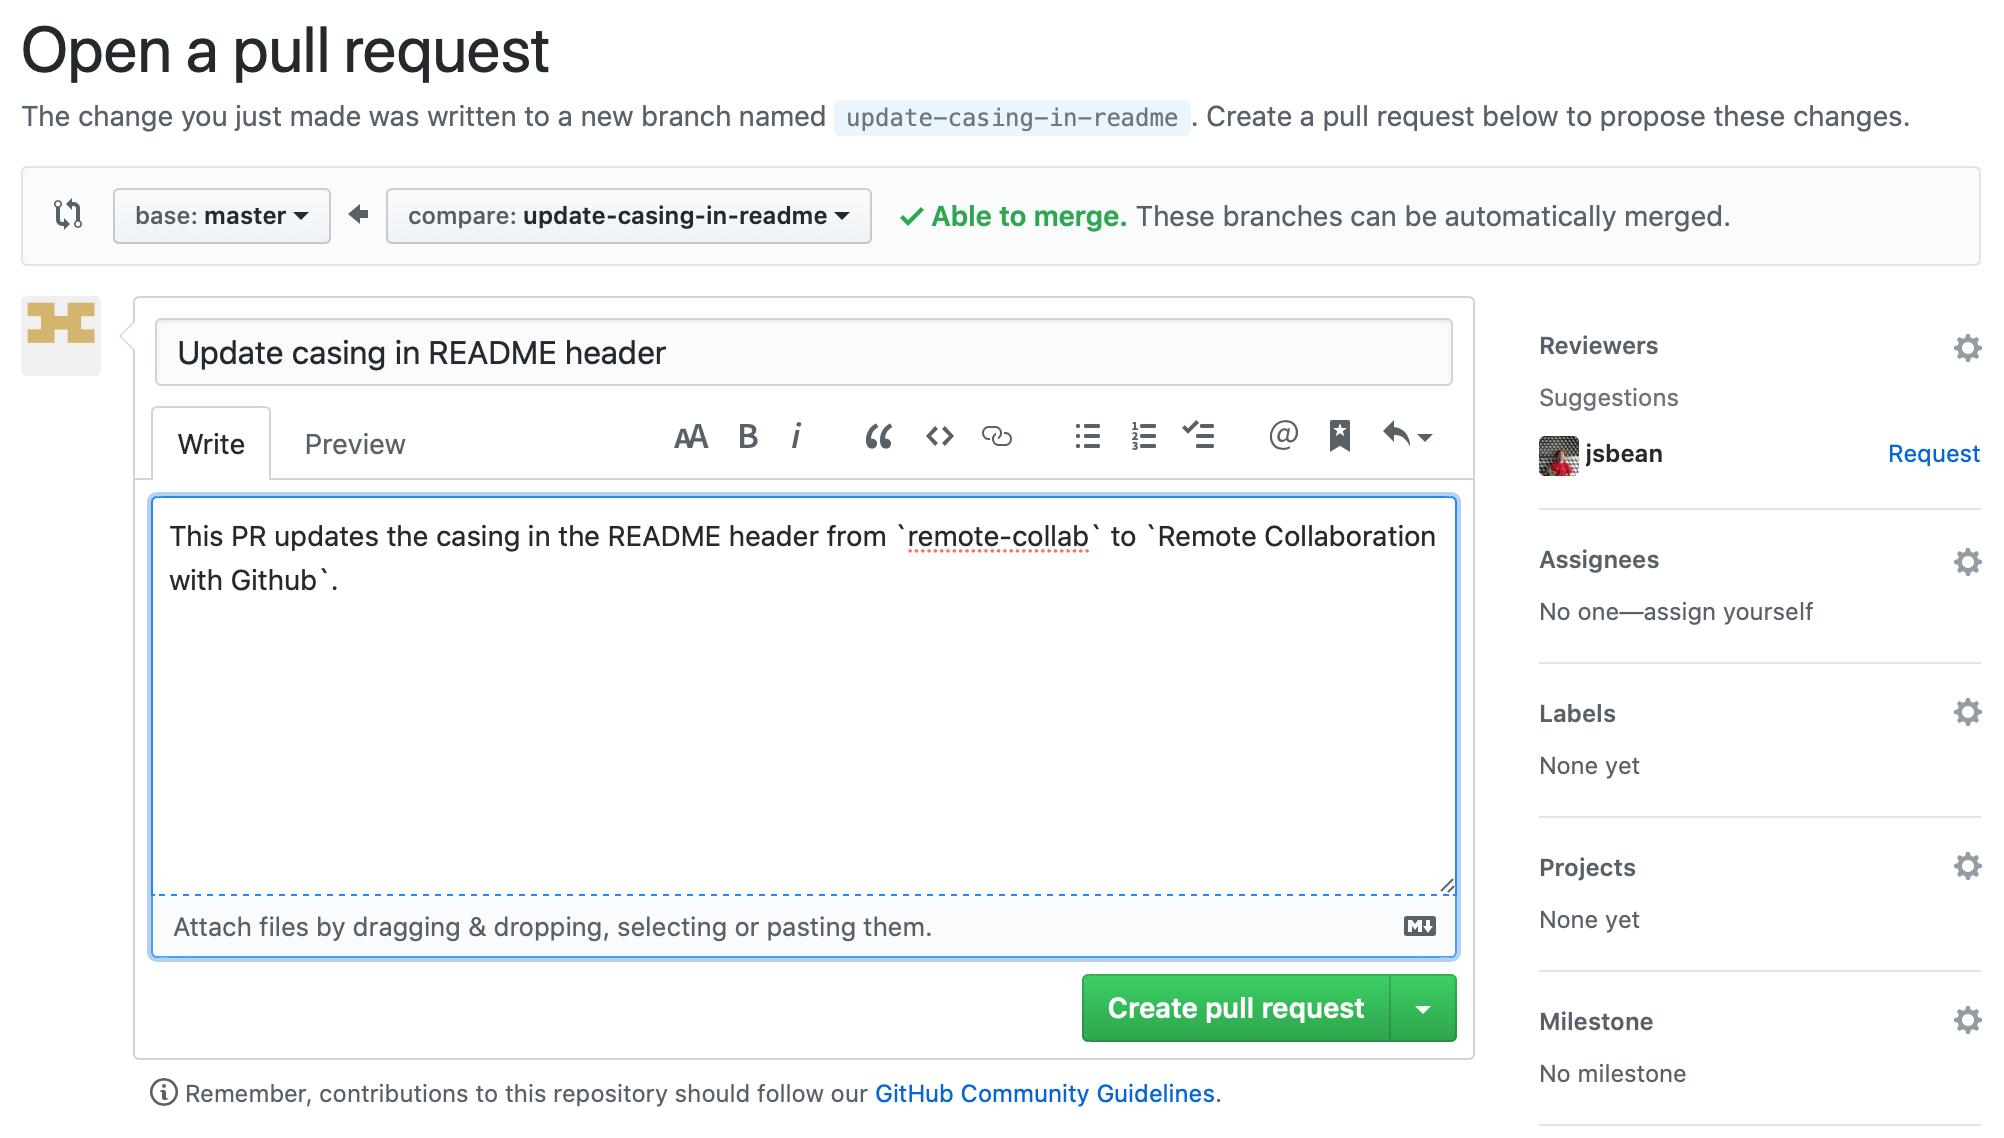 Open a pull request
The change you just made was written to a new branch named update-casing-in-readme . Create a pull request below to propose these changes.
base: master compare: update-casing-in-readme Able to merge. These branches can be automatically merged.
Update casing in README header
Write Preview AA B i
This PR updates the casing in the README header from `remote-collab` to `Remote Collaboration
with Github`.
Attach files by dragging & dropping, selecting or pasting them.
Create pull request
Remember, contributions to this repository should follow our GitHub Community Guidelines.
Reviewers
Suggestions
jsbean Request
Assignees
No one—assign yourself
Labels
None yet
Projects
None yet
Milestone
No milestone